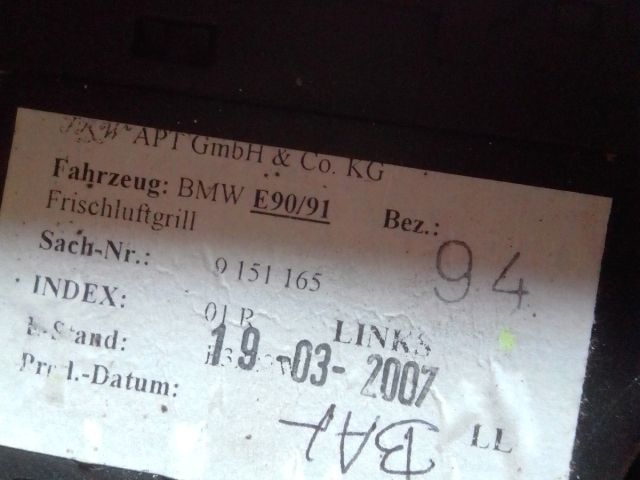 APT GmbH & Co. KG
Fahrzeug: BMW E90/91 Bez.: Frischluftgrill
Sach-Nr.: 9 151 165 94
INDEX: 01 R LINKS
19-03-2007
Prod.-Datum: LL